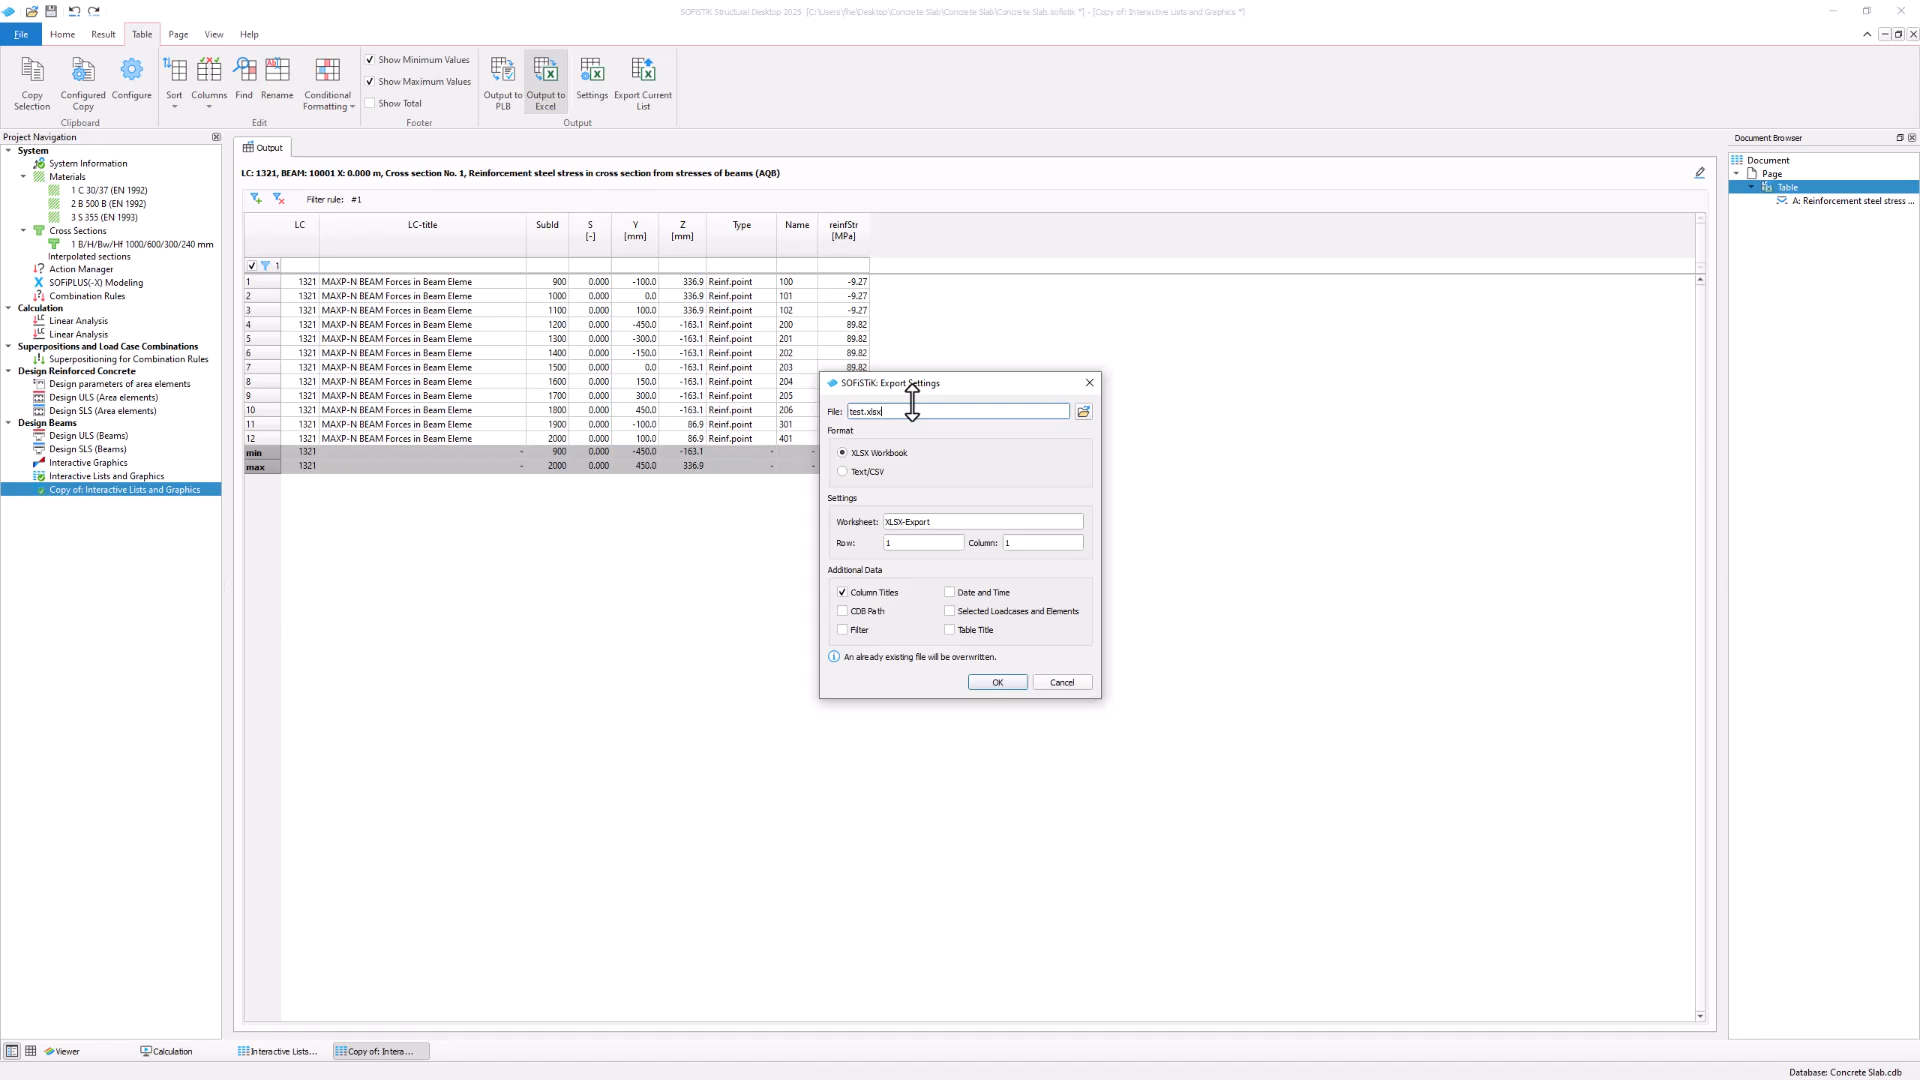 SOFiSTiK Structural Desktop 2025 [C:\Users\fhe\Desktop\Concrete Slab\Concrete Slab\Concrete Slab.sofistik *] - [Copy of: Interactive Lists and Graphics *]
File Home Result Table Page View Help
Copy Selection
Configured Copy
Configure
Clipboard
Sort
Columns
Find
Rename
Conditional Formatting
Edit
Show Minimum Values
Show Maximum Values
Show Total
Footer
Output to PLB
Output to Excel
Settings
Export Current List
Output
Project Navigation
System
System Information
Materials
1 C 30/37 (EN 1992)
2 B 500 B (EN 1992)
3 S 355 (EN 1993)
Cross Sections
1 B/H/Bw/Hf 1000/600/300/240 mm
Interpolated sections
Action Manager
SOFiPLUS(-X) Modeling
Combination Rules
Calculation
Linear Analysis
Linear Analysis
Superpositions and Load Case Combinations
Superpositioning for Combination Rules
Design Reinforced Concrete
Design parameters of area elements
Design ULS (Area elements)
Design SLS (Area elements)
Design Beams
Design ULS (Beams)
Design SLS (Beams)
Interactive Graphics
Interactive Lists and Graphics
Copy of: Interactive Lists and Graphics
Output
LC: 1321, BEAM: 10001 X: 0.000 m, Cross section No. 1, Reinforcement steel stress in cross section from stresses of beams (AQB)
Filter rule: #1
LC LC-title SubId S [-] Y [mm] Z [mm] Type Name reinfStr [MPa]
1
1 1321 MAXP-N BEAM Forces in Beam Eleme 900 0.000 -100.0 336.9 Reinf.point 100 -9.27
2 1321 MAXP-N BEAM Forces in Beam Eleme 1000 0.000 0.0 336.9 Reinf.point 101 -9.27
3 1321 MAXP-N BEAM Forces in Beam Eleme 1100 0.000 100.0 336.9 Reinf.point 102 -9.27
4 1321 MAXP-N BEAM Forces in Beam Eleme 1200 0.000 -450.0 -163.1 Reinf.point 200 89.82
5 1321 MAXP-N BEAM Forces in Beam Eleme 1300 0.000 -300.0 -163.1 Reinf.point 201 89.82
6 1321 MAXP-N BEAM Forces in Beam Eleme 1400 0.000 -150.0 -163.1 Reinf.point 202 89.82
7 1321 MAXP-N BEAM Forces in Beam Eleme 1500 0.000 0.0 -163.1 Reinf.point 203 89.82
8 1321 MAXP-N BEAM Forces in Beam Eleme 1600 0.000 150.0 -163.1 Reinf.point 204
9 1321 MAXP-N BEAM Forces in Beam Eleme 1700 0.000 300.0 -163.1 Reinf.point 205
10 1321 MAXP-N BEAM Forces in Beam Eleme 1800 0.000 450.0 -163.1 Reinf.point 206
11 1321 MAXP-N BEAM Forces in Beam Eleme 1900 0.000 -100.0 86.9 Reinf.point 301
12 1321 MAXP-N BEAM Forces in Beam Eleme 2000 0.000 100.0 86.9 Reinf.point 401
min 1321 - 900 0.000 -450.0 -163.1 - -
max 1321 - 2000 0.000 450.0 336.9 - -
SOFiSTiK: Export Settings
File: test.xlsx
Format
XLSX Workbook
Text/CSV
Settings
Worksheet: XLSX-Export
Row: 1 Column: 1
Additional Data
Column Titles Date and Time
CDB Path Selected Loadcases and Elements
Filter Table Title
An already existing file will be overwritten.
OK Cancel
Document Browser
Document
Page
Table
A: Reinforcement steel stress ...
Viewer Calculation Interactive Lists... Copy of: Intera...
Database: Concrete Slab.cdb